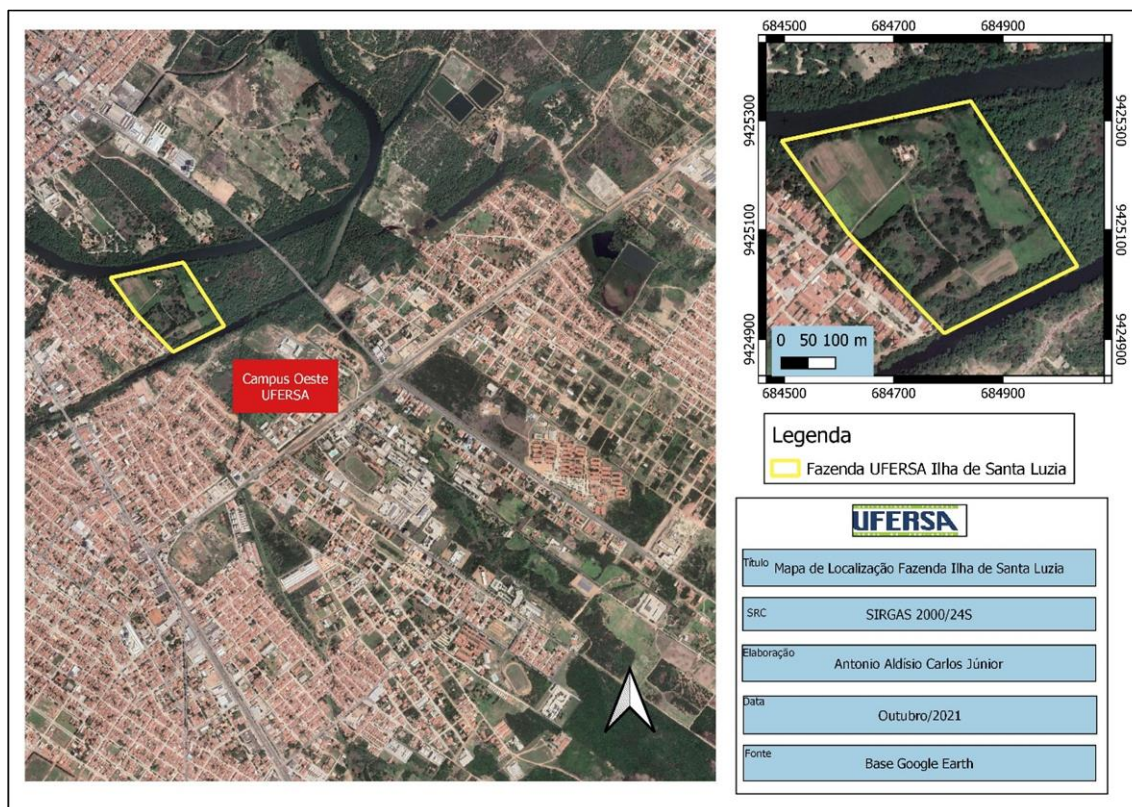 Campus Oeste
UFERSA
684500 684700 684900
9425300 9425300
9425100 9425100
9424900 9424900
0 50 100 m
684500 684700 684900
Legenda
Fazenda UFERSA Ilha de Santa Luzia
UFERSA
Título Mapa de Localização Fazenda Ilha de Santa Luzia
SRC SIRGAS 2000/24S
Elaboração Antonio Aldísio Carlos Júnior
Data Outubro/2021
Fonte Base Google Earth